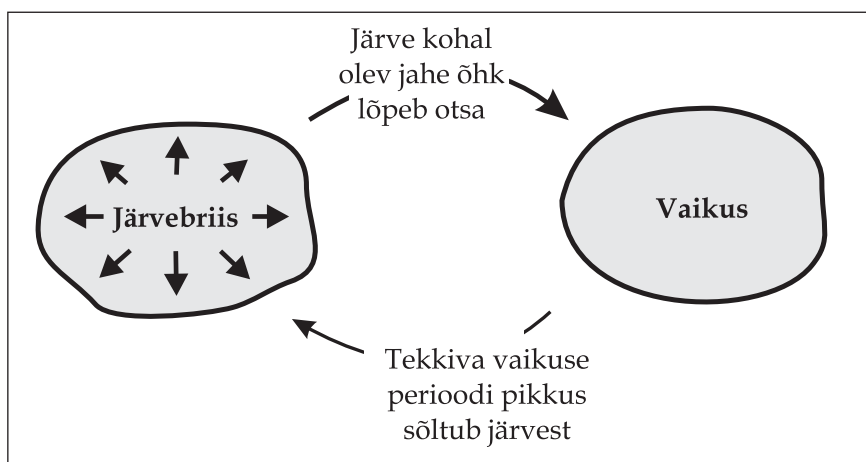 Järve kohal
olev jahe õhk
lõpeb otsa
Järvebriis
Vaikus
Tekkiva vaikuse
perioodi pikkus
sõltub järvest